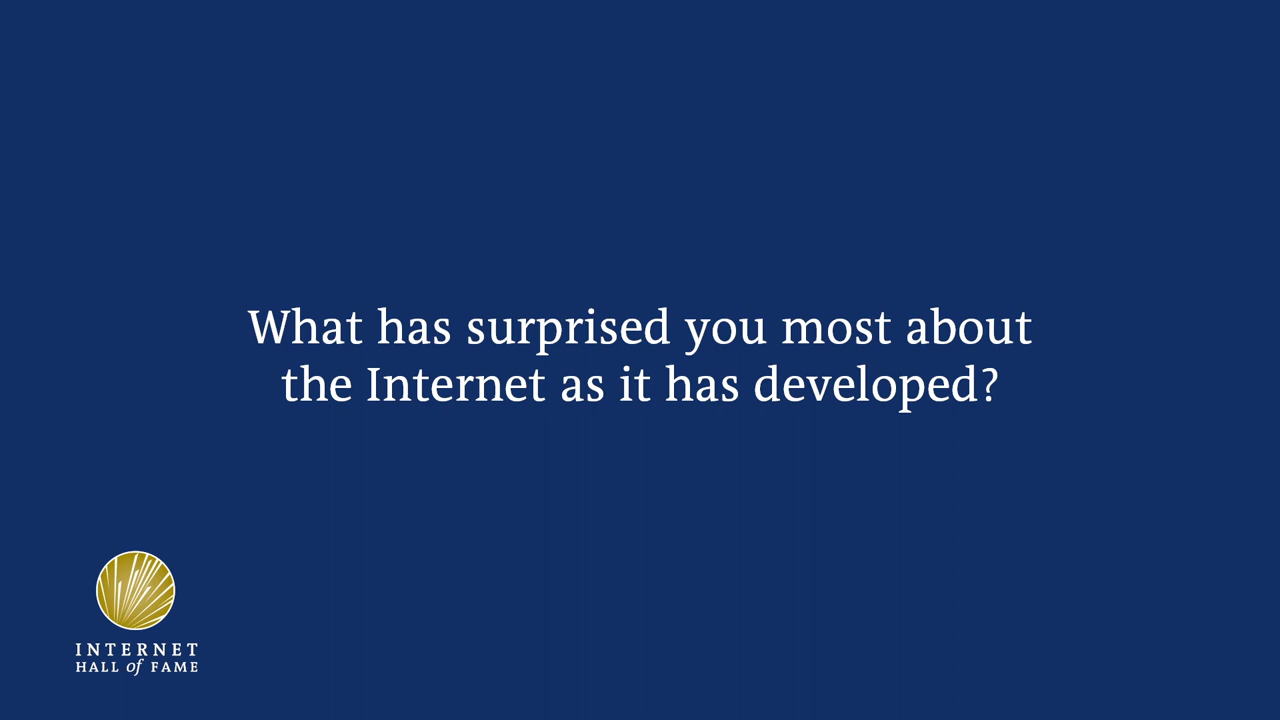 What has surprised you most about
the Internet as it has developed?
INTERNET
HALL of FAME